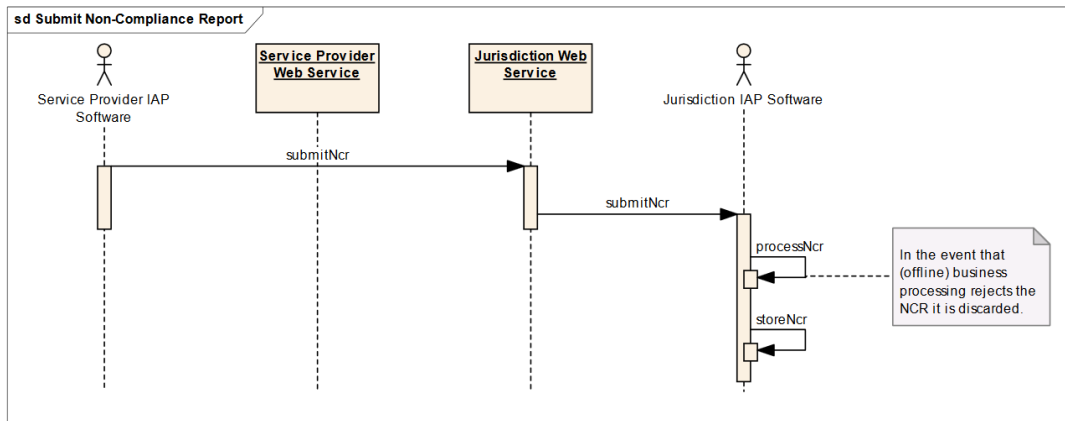 sd Submit Non-Compliance Report
Service Provider IAP
Software
Service Provider
Web Service
Jurisdiction Web
Service
Jurisdiction IAP Software
submitNcr
submitNcr
processNcr
In the event that
(offline) business
processing rejects the
NCR it is discarded.
storeNcr